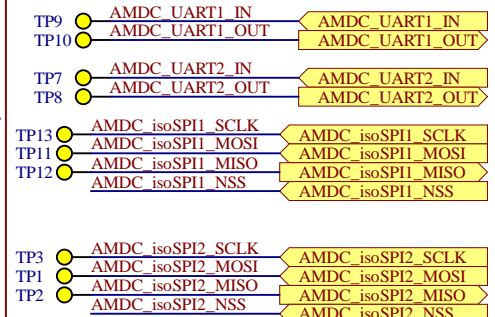 TP9 AMDC_UART1_IN AMDC_UART1_IN
TP10 AMDC_UART1_OUT AMDC_UART1_OUT
TP7 AMDC_UART2_IN AMDC_UART2_IN
TP8 AMDC_UART2_OUT AMDC_UART2_OUT
TP13 AMDC_isoSPI1_SCLK AMDC_isoSPI1_SCLK
TP11 AMDC_isoSPI1_MOSI AMDC_isoSPI1_MOSI
TP12 AMDC_isoSPI1_MISO AMDC_isoSPI1_MISO
AMDC_isoSPI1_NSS AMDC_isoSPI1_NSS
TP3 AMDC_isoSPI2_SCLK AMDC_isoSPI2_SCLK
TP1 AMDC_isoSPI2_MOSI AMDC_isoSPI2_MOSI
TP2 AMDC_isoSPI2_MISO AMDC_isoSPI2_MISO
AMDC_isoSPI2_NSS AMDC_isoSPI2_NSS